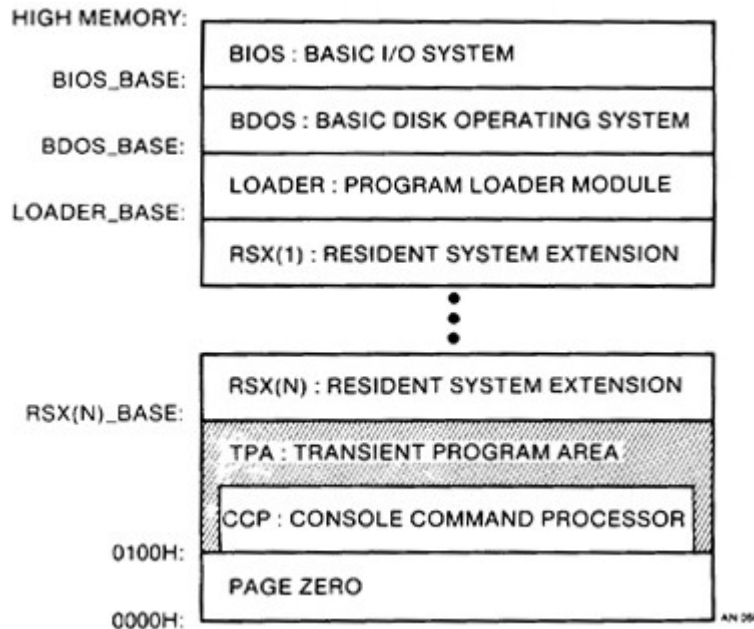 HIGH MEMORY:
BIOS : BASIC I/O SYSTEM
BIOS_BASE:
BDOS : BASIC DISK OPERATING SYSTEM
BDOS_BASE:
LOADER : PROGRAM LOADER MODULE
LOADER_BASE:
RSX(1) : RESIDENT SYSTEM EXTENSION
RSX(N) : RESIDENT SYSTEM EXTENSION
RSX(N)_BASE:
TPA : TRANSIENT PROGRAM AREA
CCP : CONSOLE COMMAND PROCESSOR
0100H:
PAGE ZERO
0000H:
AN